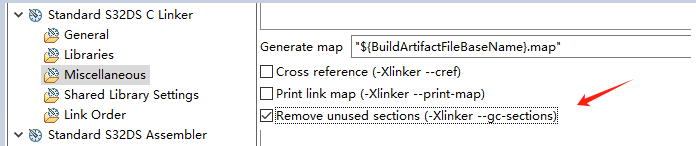 Standard S32DS C Linker
General
Libraries
Miscellaneous
Shared Library Settings
Link Order
Standard S32DS Assembler
Generate map "${BuildArtifactFileBaseName}.map"
Cross reference (-Xlinker --cref)
Print link map (-Xlinker --print-map)
Remove unused sections (-Xlinker --gc-sections)